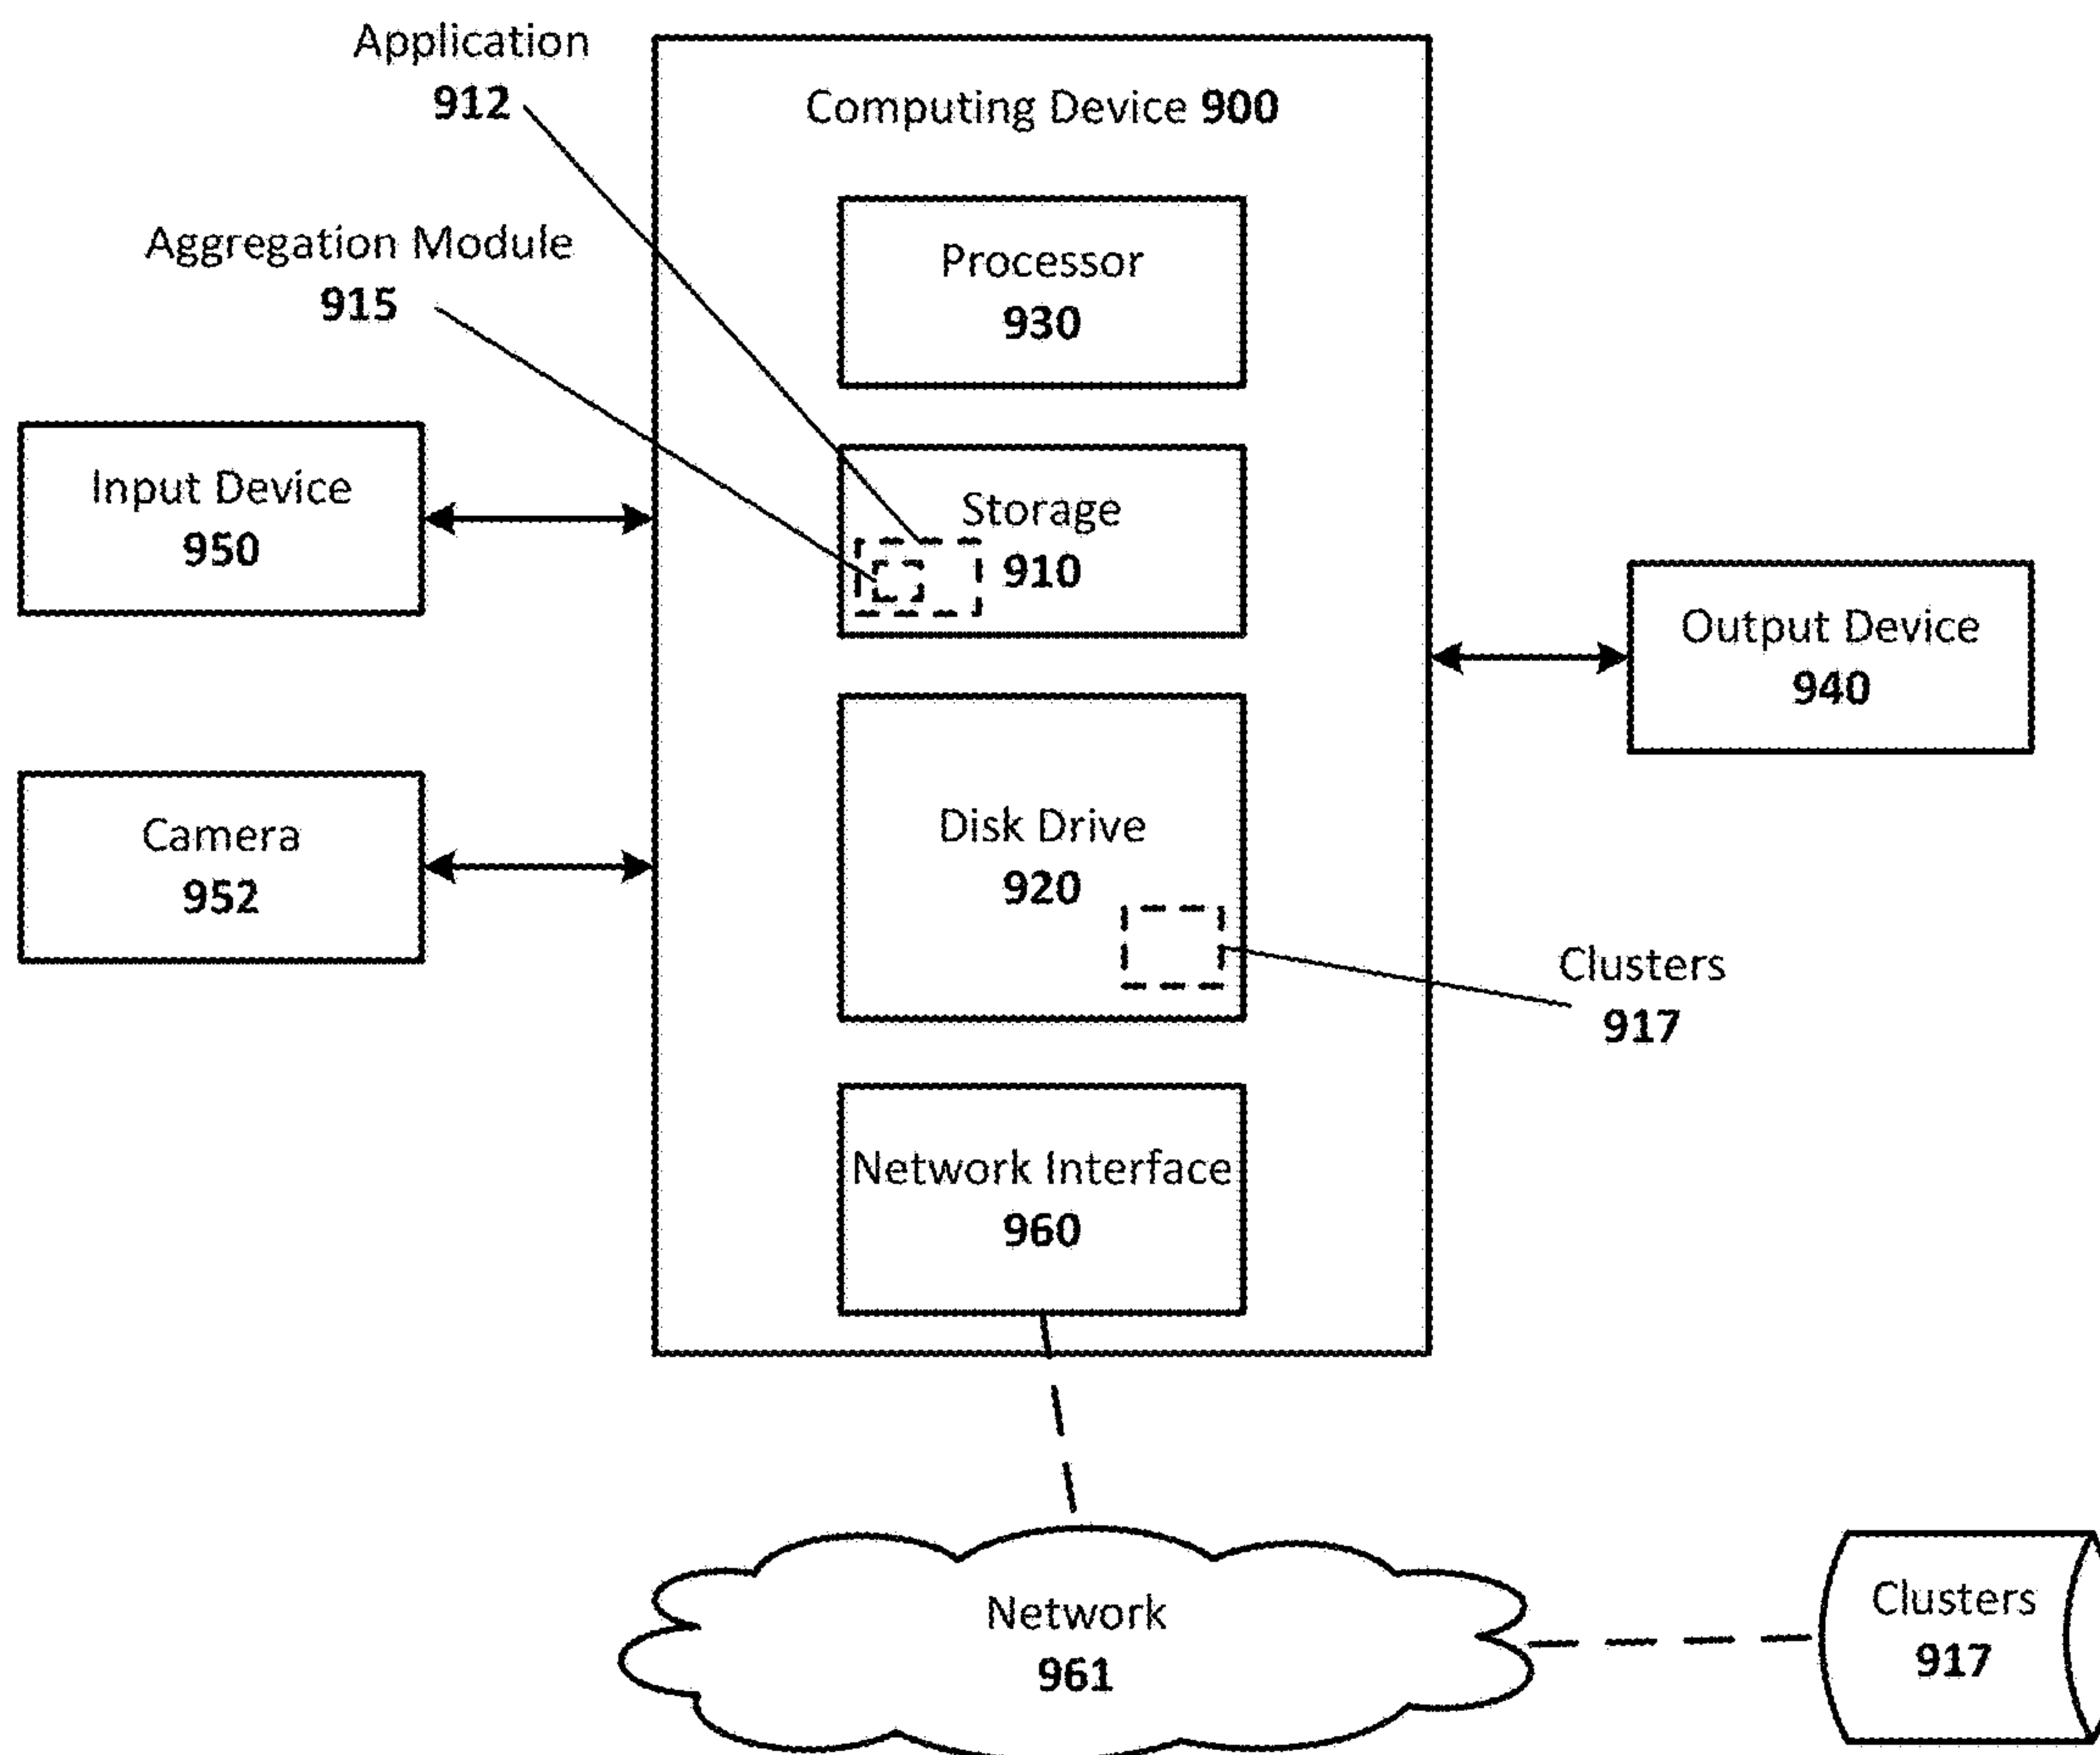 Application
912
Computing Device 900
Aggregation Module
915
Processor
930
Input Device
950
Storage
910
Output Device
940
Camera
952
Disk Drive
920
Clusters
917
Network Interface
960
Network
961
Clusters
917